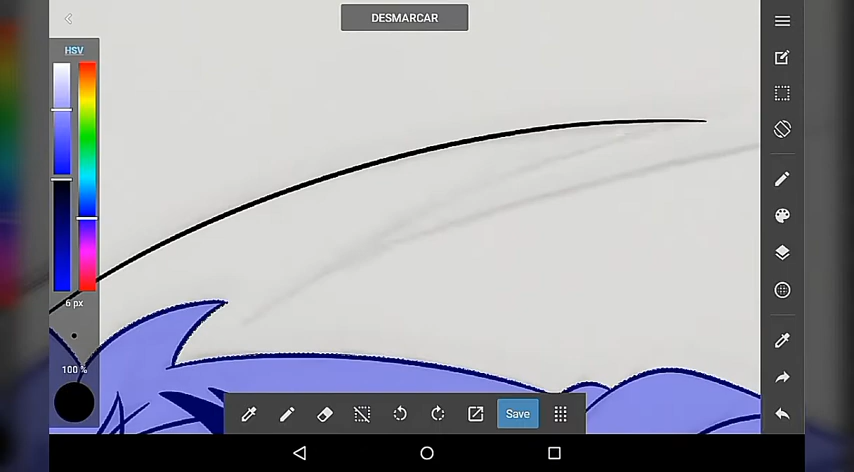 DESMARCAR
HSV
6 px
100 %
Save